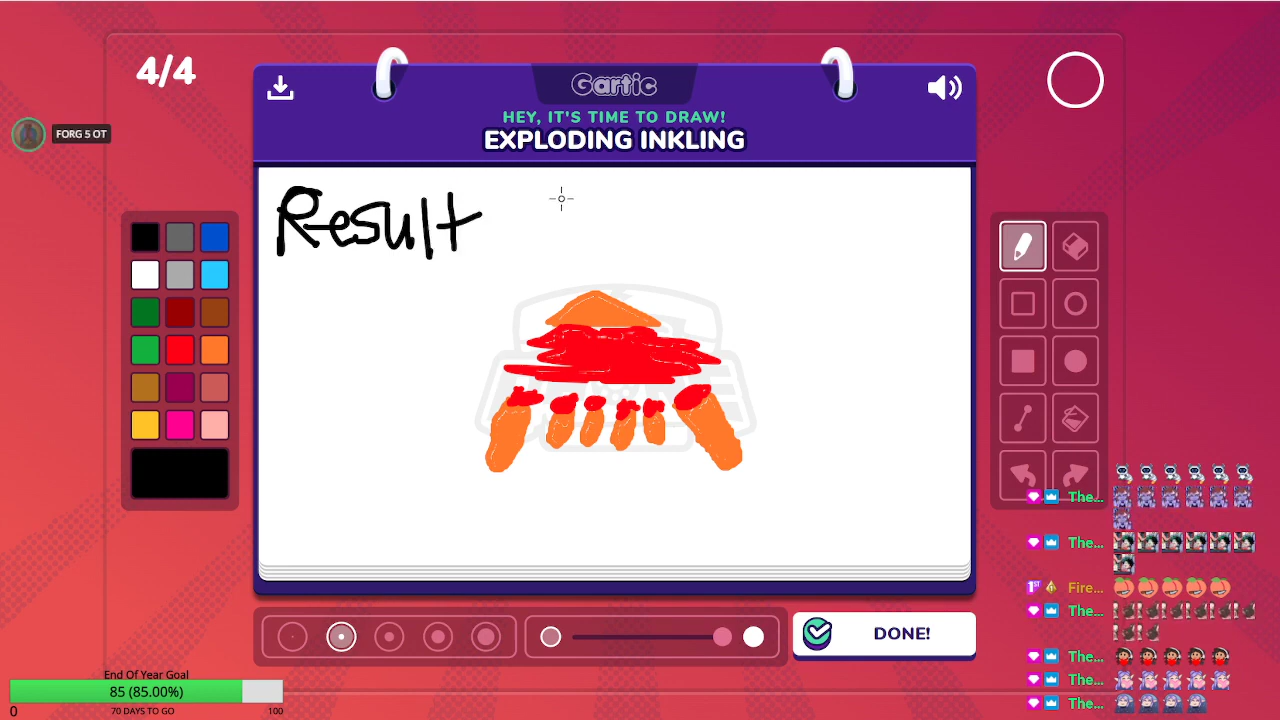 4/4
Gartic
HEY, IT'S TIME TO DRAW!
EXPLODING INKLING
FORG 5 OT
Result
The...
The...
1ST Fire...
The...
DONE!
The...
The...
The...
End Of Year Goal
85 (85.00%)
0 70 DAYS TO GO 100